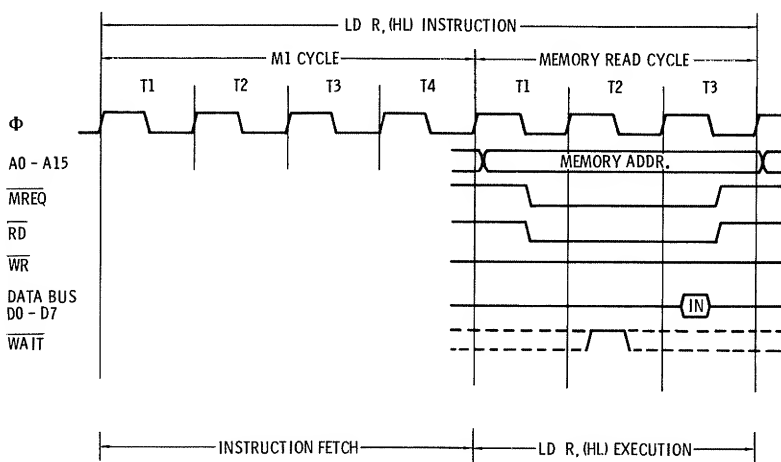 LD R, (HL) INSTRUCTION
M1 CYCLE MEMORY READ CYCLE
T1 T2 T3 T4 T1 T2 T3
Φ
A0 - A15 MEMORY ADDR.
MREQ
RD
WR
DATA BUS
D0 - D7 IN
WAIT
INSTRUCTION FETCH LD R, (HL) EXECUTION